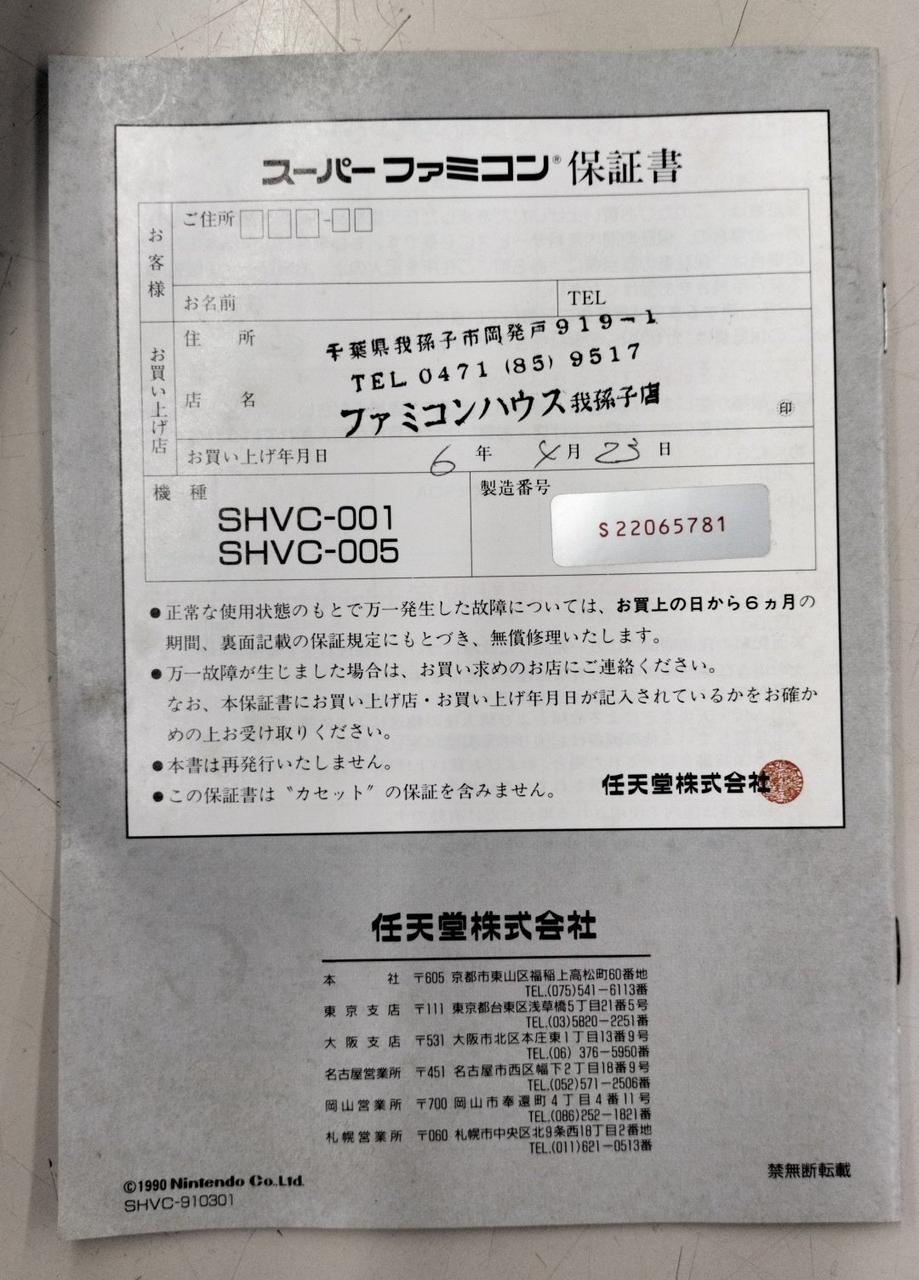 スーパーファミコン® 保証書
お客様
ご住所 □□□-□□
お名前
TEL
お買い上げ店
住所
千葉県我孫子市岡発戸919-1
TEL 0471 (85) 9517
店名
ファミコンハウス我孫子店
印
お買い上げ年月日 6年 4月 23日
機種
SHVC-001
SHVC-005
製造番号
S22065781
●正常な使用状態のもとで万一発生した故障については、お買上の日から6ヵ月の
期間、裏面記載の保証規定にもとづき、無償修理いたします。
●万一故障が生じました場合は、お買い求めのお店にご連絡ください。
なお、本保証書にお買い上げ店・お買い上げ年月日が記入されているかをお確か
めの上お受け取りください。
●本書は再発行いたしません。
●この保証書は〝カセット〟の保証を含みません。
任天堂株式会社
任天堂株式会社
本社 〒605 京都市東山区福稲上高松町60番地
TEL.(075)541-6113番
東京支店 〒111 東京都台東区浅草橋5丁目21番5号
TEL.(03)5820-2251番
大阪支店 〒531 大阪市北区本庄東1丁目13番9号
TEL.(06) 376-5950番
名古屋営業所 〒451 名古屋市西区幅下2丁目18番9号
TEL.(052)571-2506番
岡山営業所 〒700 岡山市奉還町4丁目4番11号
TEL.(086)252-1821番
札幌営業所 〒060 札幌市中央区北9条西18丁目2番地
TEL.(011)621-0513番
©1990 Nintendo Co.,Ltd.
SHVC-910301
禁無断転載